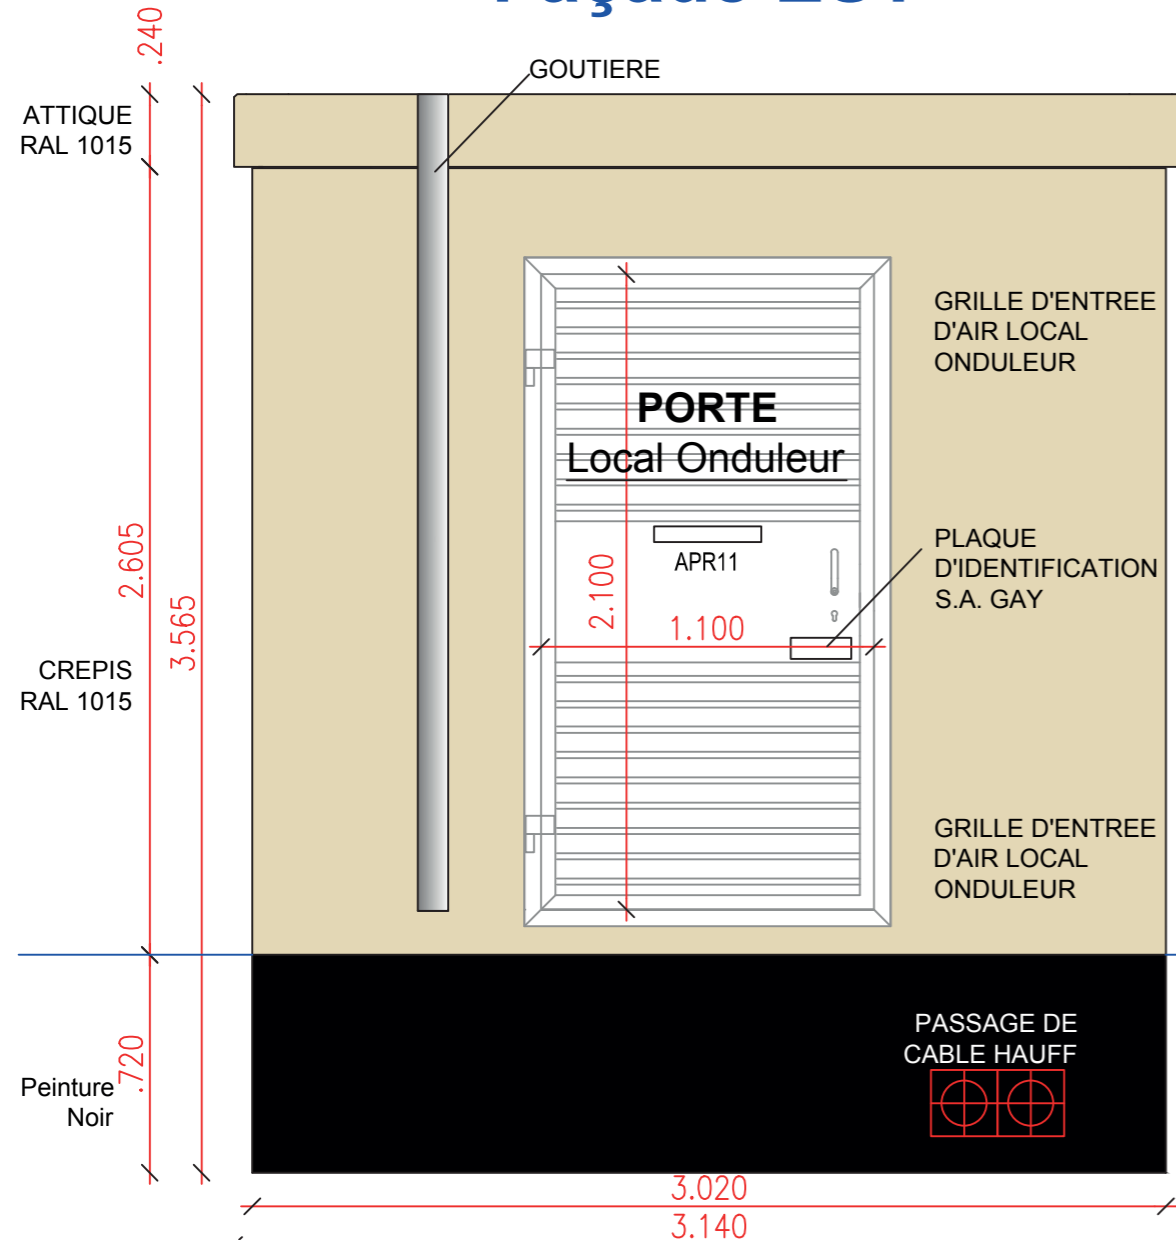 Façade EST
.240
GOUTIERE
ATTIQUE
RAL 1015
GRILLE D'ENTREE
D'AIR LOCAL
ONDULEUR
PORTE
Local Onduleur
2.605
3.565
2.100
APR11
1.100
PLAQUE
D'IDENTIFICATION
S.A. GAY
CREPIS
RAL 1015
GRILLE D'ENTREE
D'AIR LOCAL
ONDULEUR
.720
Peinture
Noir
PASSAGE DE
CABLE HAUFF
3.020
3.140